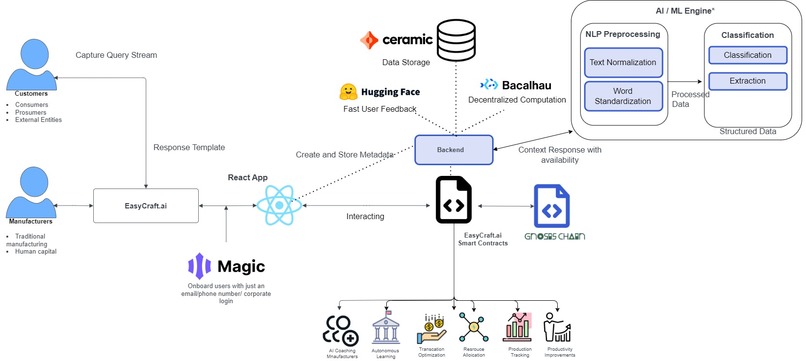 Capture Query Stream
Customers
Consumers
Prosumers
External Entities
Response Template
Manufacturers
Traditional
manufacturing
Human capital
EasyCraft.ai
Magic
Onboard users with just an
email/phone number/ corporate
login
React App
Create and Store Metadata
Interacting
ceramic
Data Storage
Hugging Face
Fast User Feedback
Bacalhau
Decentralized Computation
Backend
Context Response with
availability
AI / ML Engine*
NLP Preprocessing
Text Normalization
Word
Standardization
Processed
Data
Classification
Classification
Extraction
Structured Data
EasyCraft.ai
Smart Contracts
GNOSIS CHAIN
AI Coaching
Autonomous
Learning
Optimization
Allocation
Production
Tracking
Productivity
Improvements